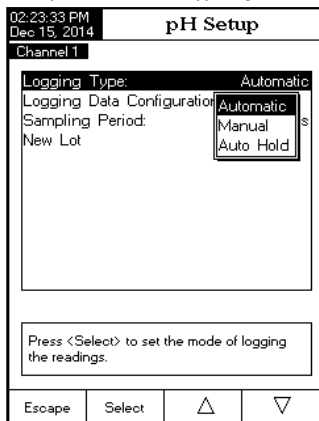 02:23:33 PM
Dec 15, 2014
pH Setup
Channel 1
Logging Type: Automatic
Logging Data Configuration
Sampling Period: s
New Lot
Automatic
Manual
Auto Hold
Press <Select> to set the mode of logging
the readings.
Escape Select △ ▽